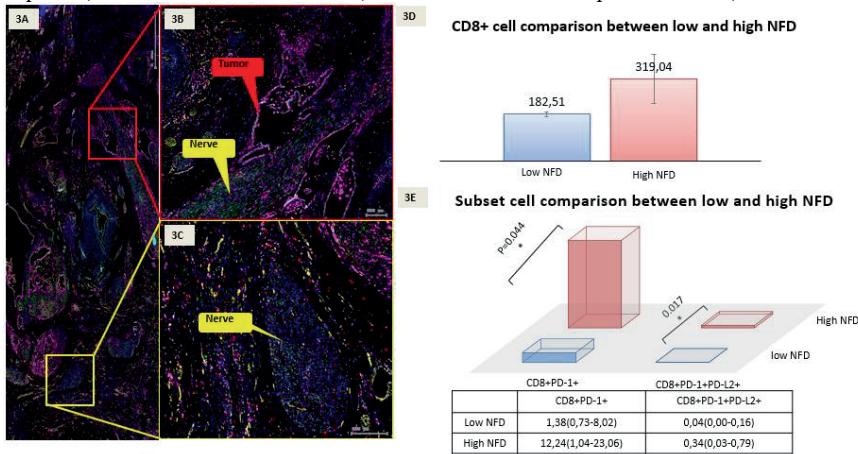 3A
3B
Tumor
Nerve
3C
Nerve
3D
CD8+ cell comparison between low and high NFD
182,51
319,04
Low NFD
High NFD
3E
Subset cell comparison between low and high NFD
P=0.044
*
0.017
*
High NFD
low NFD
CD8+PD-1+ CD8+PD-1+PD-L2+
CD8+PD-1+ CD8+PD-1+PD-L2+
Low NFD 1,38(0,73-8,02) 0,04(0,00-0,16)
High NFD 12,24(1,04-23,06) 0,34(0,03-0,79)